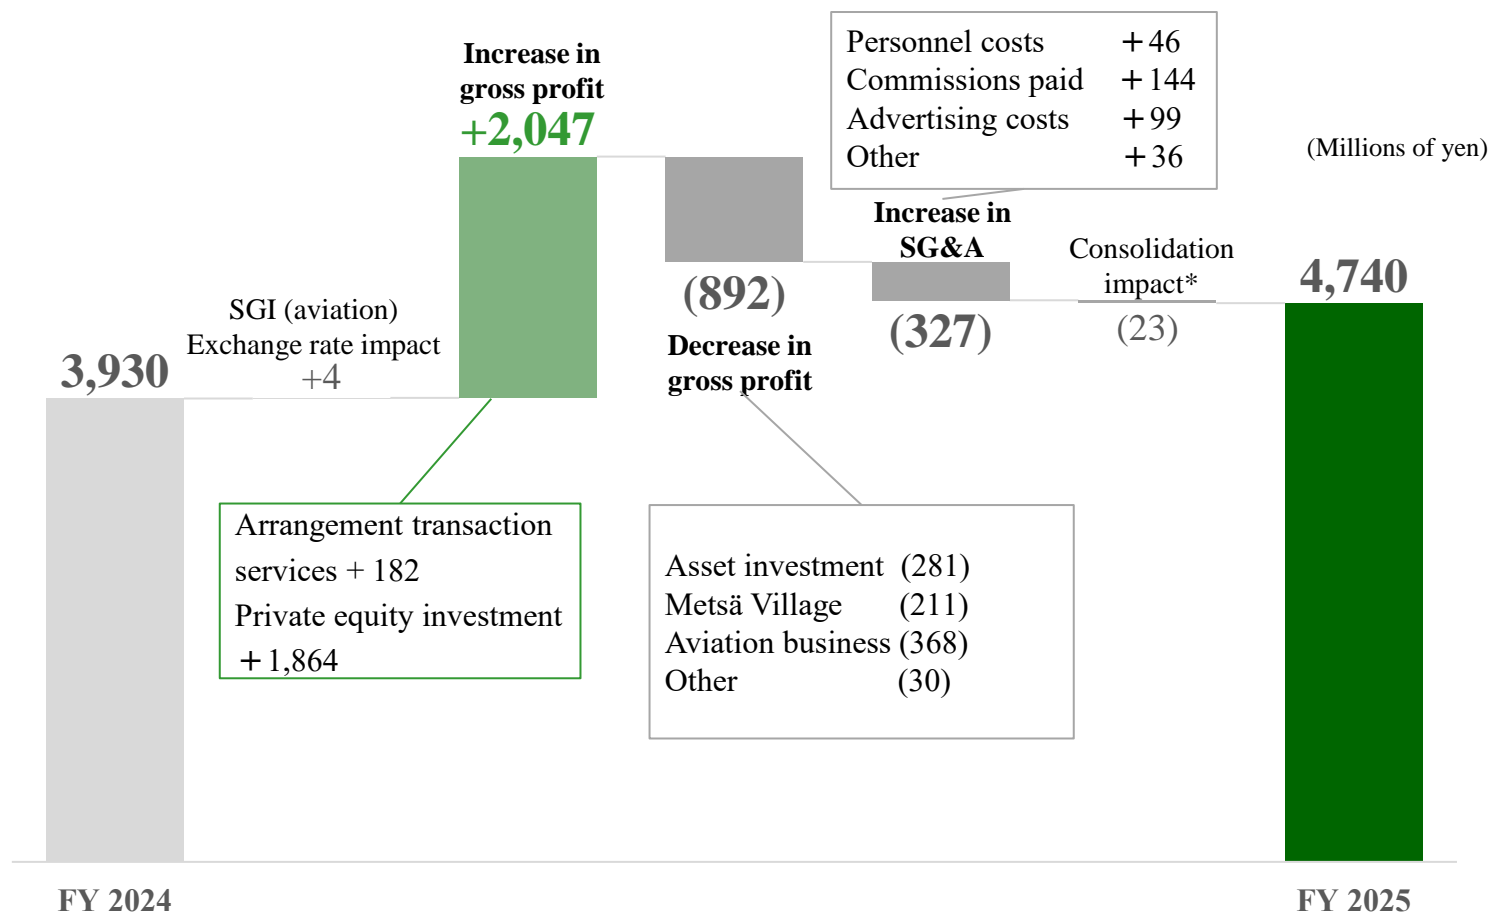 Increase in
gross profit
+2,047
Personnel costs +46
Commissions paid +144
Advertising costs +99
Other +36
(Millions of yen)
Increase in
SG&A
(327)
Consolidation
impact*
(23)
4,740
(892)
Decrease in
gross profit
SGI (aviation)
Exchange rate impact
+4
3,930
Arrangement transaction
services + 182
Private equity investment
+1,864
Asset investment (281)
Metsä Village (211)
Aviation business (368)
Other (30)
FY 2024
FY 2025